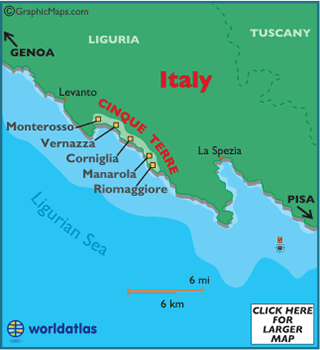 ©GraphicMaps.com
GENOA
LIGURIA
TUSCANY
Italy
Levanto
CINQUE TERRE
Monterosso
Vernazza
Corniglia
Manarola
Riomaggiore
La Spezia
PISA
Ligurian Sea
6 mi
6 km
CLICK HERE
FOR
LARGER
MAP
worldatlas